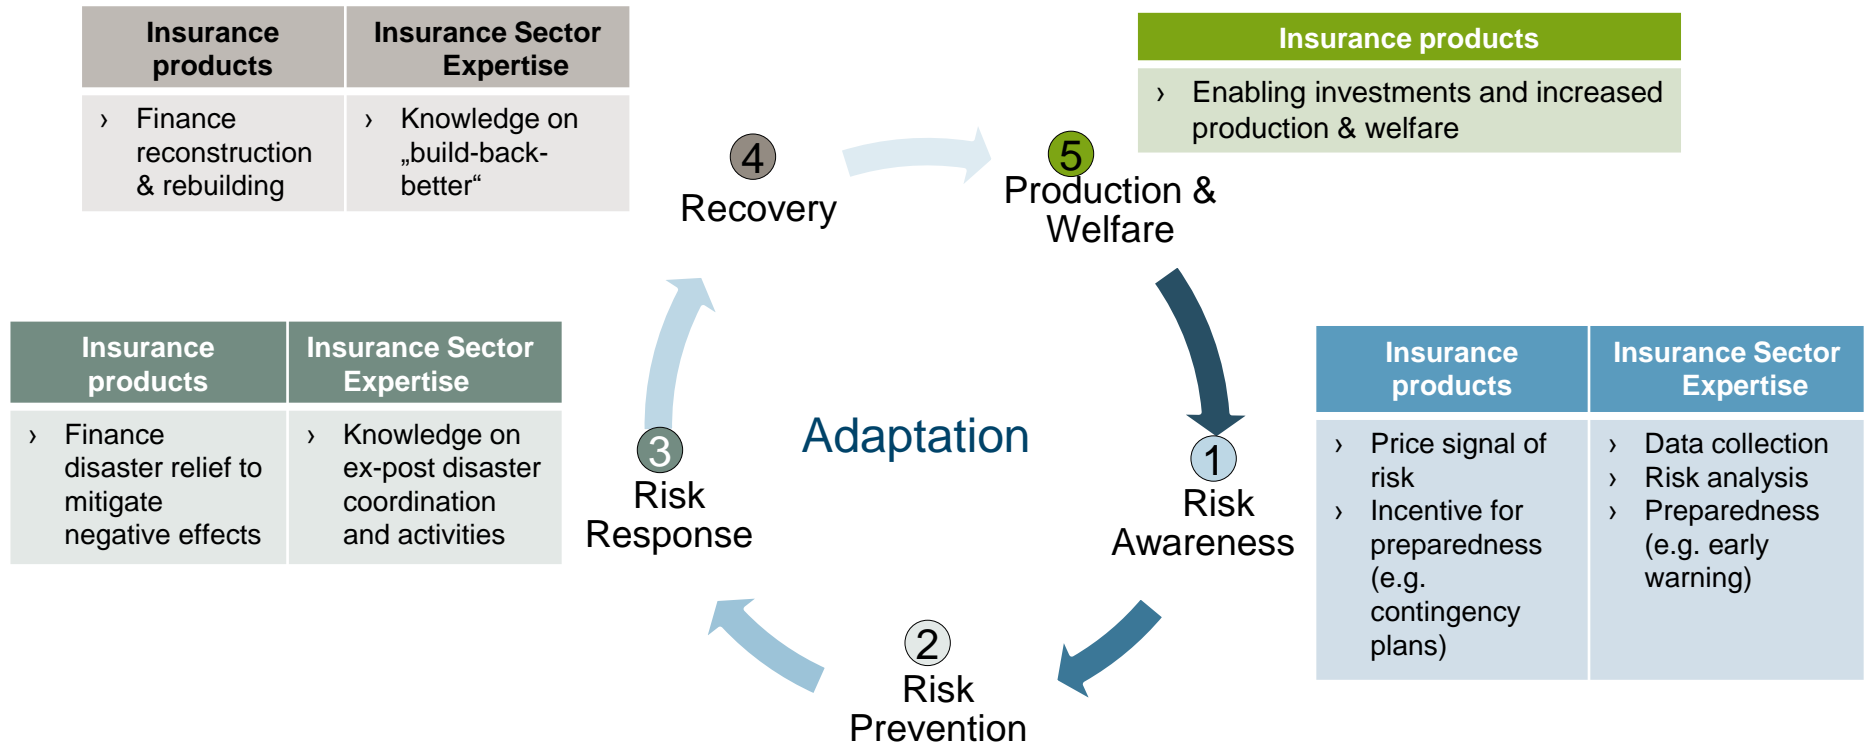 Insurance products
Insurance Sector Expertise
› Finance
reconstruction
& rebuilding
› Knowledge on
„build-back-
better“
4
Recovery
5
Production &
Welfare
Insurance products
› Enabling investments and increased
production & welfare
Insurance
products
Insurance Sector
Expertise
› Finance
disaster relief to
mitigate
negative effects
› Knowledge on
ex-post disaster
coordination
and activities
3
Risk
Response
Adaptation
1
Risk
Awareness
Insurance
products
Insurance Sector
Expertise
› Price signal of
risk
› Incentive for
preparedness
(e.g.
contingency
plans)
› Data collection
› Risk analysis
› Preparedness
(e.g. early
warning)
2
Risk
Prevention